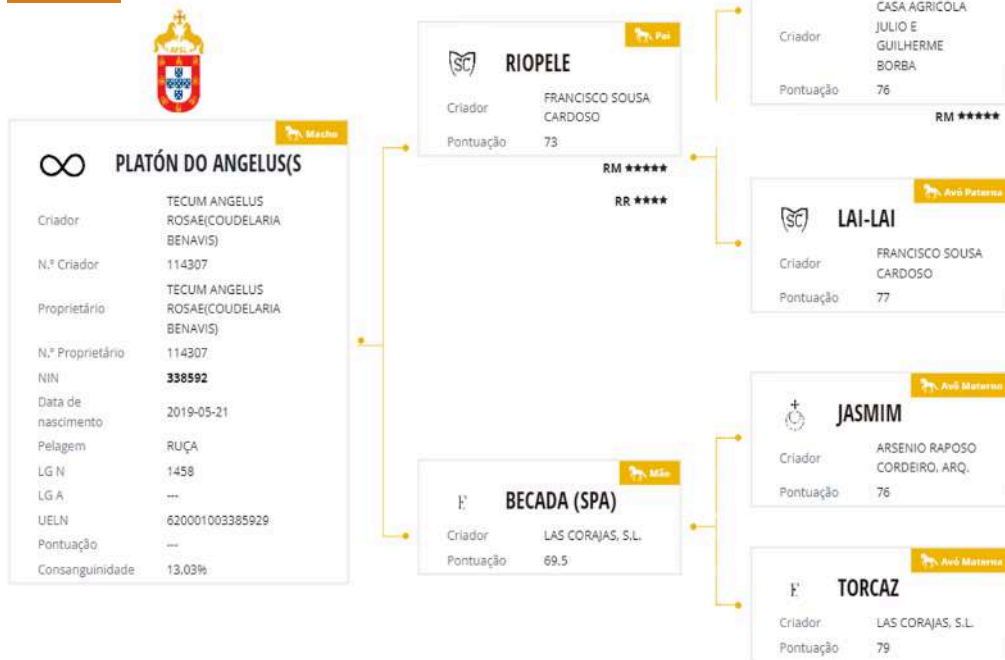 APSL
Macho
PLATÓN DO ANGELUS(S
Criador
TECUM ANGELUS
ROSAE(COUDELARIA
BENAVIS)
N.º Criador 114307
Proprietário
TECUM ANGELUS
ROSAE(COUDELARIA
BENAVIS)
N.º Proprietário 114307
NIN 338592
Data de
nascimento
2019-05-21
Pelagem RUÇA
LG N 1458
LG A ---
UELN 620001003385929
Pontuação ---
Consanguinidade 13,03%
Pai
SC RIOPELE
Criador
FRANCISCO SOUSA
CARDOSO
Pontuação 73
RM *****
RR ****
Mãe
E BECADA (SPA)
Criador LAS CORAJAS, S.L.
Pontuação 69.5
Criador
CASA AGRICOLA
JULIO E
GUILHERME
BORBA
Pontuação 76
RM *****
Avó Paterna
SC LAI-LAI
Criador
FRANCISCO SOUSA
CARDOSO
Pontuação 77
Avô Materno
JASMIM
Criador
ARSENIO RAPOSO
CORDEIRO, ARQ.
Pontuação 76
Avó Materna
E TORCAZ
Criador LAS CORAJAS, S.L.
Pontuação 79